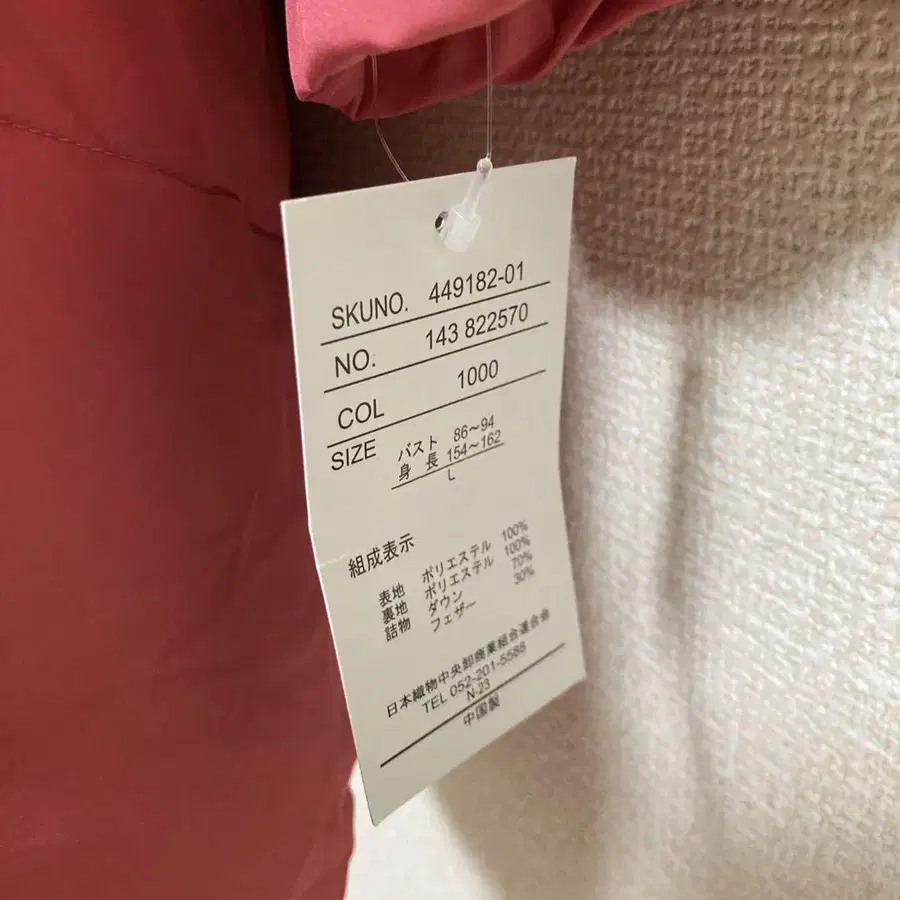 SKUNO. 449182-01
NO. 143 822570
COL 1000
SIZE バスト 86～94
身長 154～162
L
組成表示
表地 ポリエステル 100%
裏地 ポリエステル 100%
詰物 ダウン 70%
フェザー 30%
日本織物中央卸商業組合連合会
TEL 052-201-5588
N-23
中国製